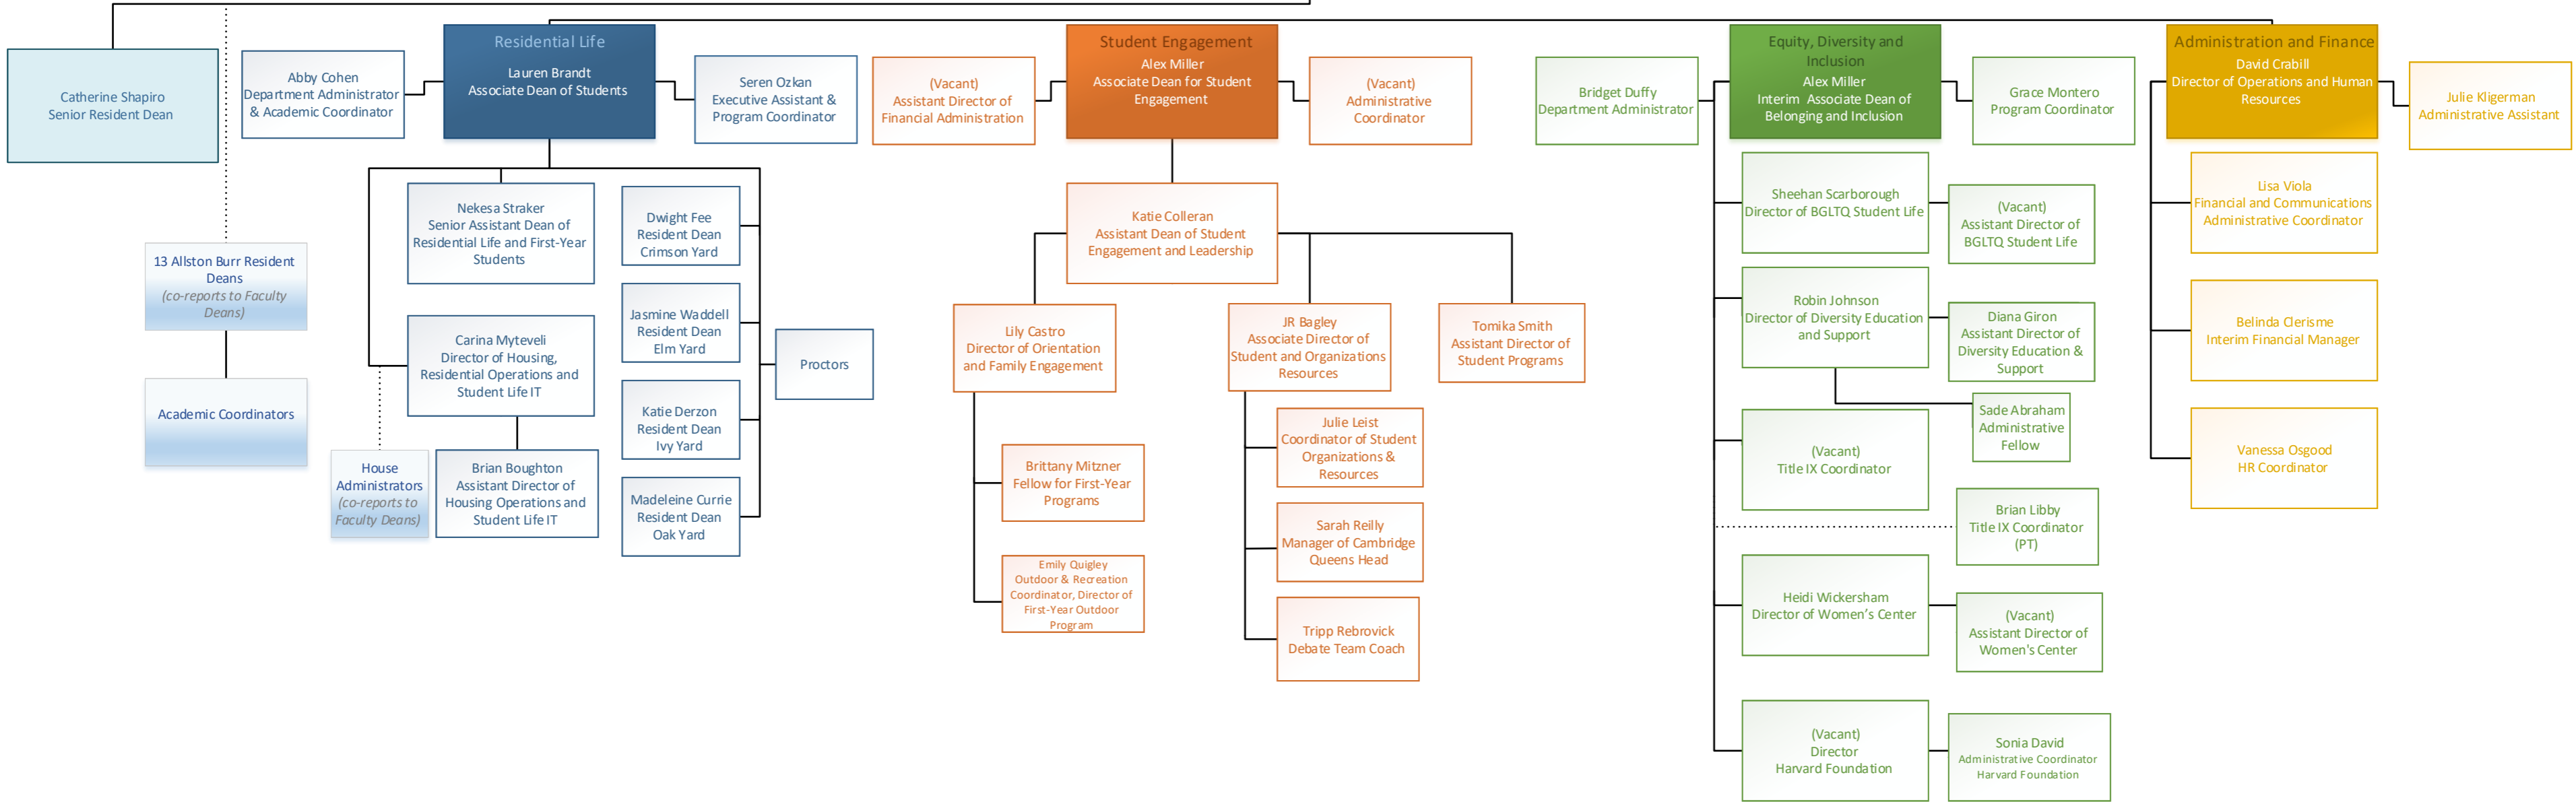 Catherine Shapiro
Senior Resident Dean
13 Allston Burr Resident
Deans
(co-reports to Faculty
Deans)
Academic Coordinators
Abby Cohen
Department Administrator
& Academic Coordinator
Residential Life
Lauren Brandt
Associate Dean of Students
Seren Ozkan
Executive Assistant &
Program Coordinator
Nekesa Straker
Senior Assistant Dean of
Residential Life and First-Year
Students
Carina Myteveli
Director of Housing,
Residential Operations and
Student Life IT
House
Administrators
(co-reports to
Faculty Deans)
Brian Boughton
Assistant Director of
Housing Operations and
Student Life IT
Dwight Fee
Resident Dean
Crimson Yard
Jasmine Waddell
Resident Dean
Elm Yard
Katie Derzon
Resident Dean
Ivy Yard
Madeleine Currie
Resident Dean
Oak Yard
Proctors
(Vacant)
Assistant Director of
Financial Administration
Student Engagement
Alex Miller
Associate Dean for Student
Engagement
(Vacant)
Administrative
Coordinator
Katie Colleran
Assistant Dean of Student
Engagement and Leadership
Lily Castro
Director of Orientation
and Family Engagement
Brittany Mitzner
Fellow for First-Year
Programs
Emily Quigley
Outdoor & Recreation
Coordinator, Director of
First-Year Outdoor
Program
JR Bagley
Associate Director of
Student and Organizations
Resources
Julie Leist
Coordinator of Student
Organizations &
Resources
Sarah Reilly
Manager of Cambridge
Queens Head
Tripp Rebrovick
Debate Team Coach
Tomika Smith
Assistant Director of
Student Programs
Bridget Duffy
Department Administrator
Equity, Diversity and
Inclusion
Alex Miller
Interim Associate Dean of
Belonging and Inclusion
Grace Montero
Program Coordinator
Sheehan Scarborough
Director of BGLTQ Student Life
(Vacant)
Assistant Director of
BGLTQ Student Life
Robin Johnson
Director of Diversity Education
and Support
Diana Giron
Assistant Director of
Diversity Education &
Support
Sade Abraham
Administrative
Fellow
(Vacant)
Title IX Coordinator
Brian Libby
Title IX Coordinator
(PT)
Heidi Wickersham
Director of Women’s Center
(Vacant)
Assistant Director of
Women's Center
(Vacant)
Director
Harvard Foundation
Sonia David
Administrative Coordinator
Harvard Foundation
Administration and Finance
David Crabill
Director of Operations and Human
Resources
Julie Kligerman
Administrative Assistant
Lisa Viola
Financial and Communications
Administrative Coordinator
Belinda Clerisme
Interim Financial Manager
Vanessa Osgood
HR Coordinator